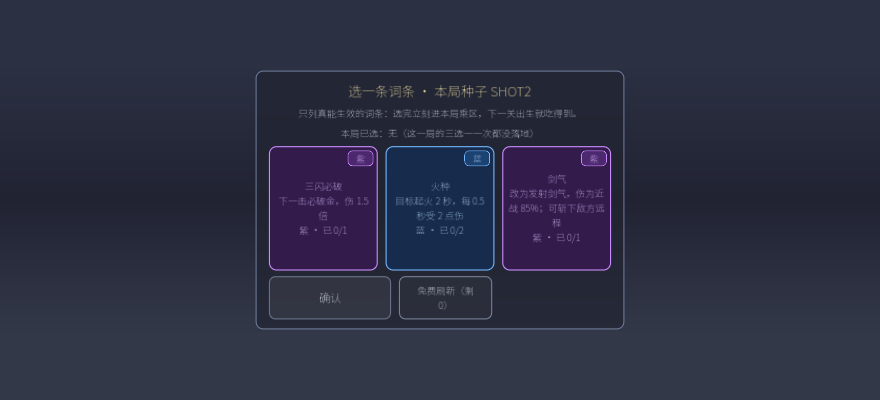 选一条词条 · 本局种子 SHOT2
只列真能生效的词条：选完立刻进本局乘区，下一关出生就吃得到。
本局已选：无（这一局的三选一一次都没落域）
紫
三闪必破
下一击必破金，伤 1.5
倍
紫 · 已 0/1
蓝
火种
目标起火 2 秒，每 0.5
秒受 2 点伤
蓝 · 已 0/2
紫
剑气
改为发射剑气，伤为近
战 85%；可斩下敌方远
程
紫 · 已 0/1
确认
免费刷新（剩
0）